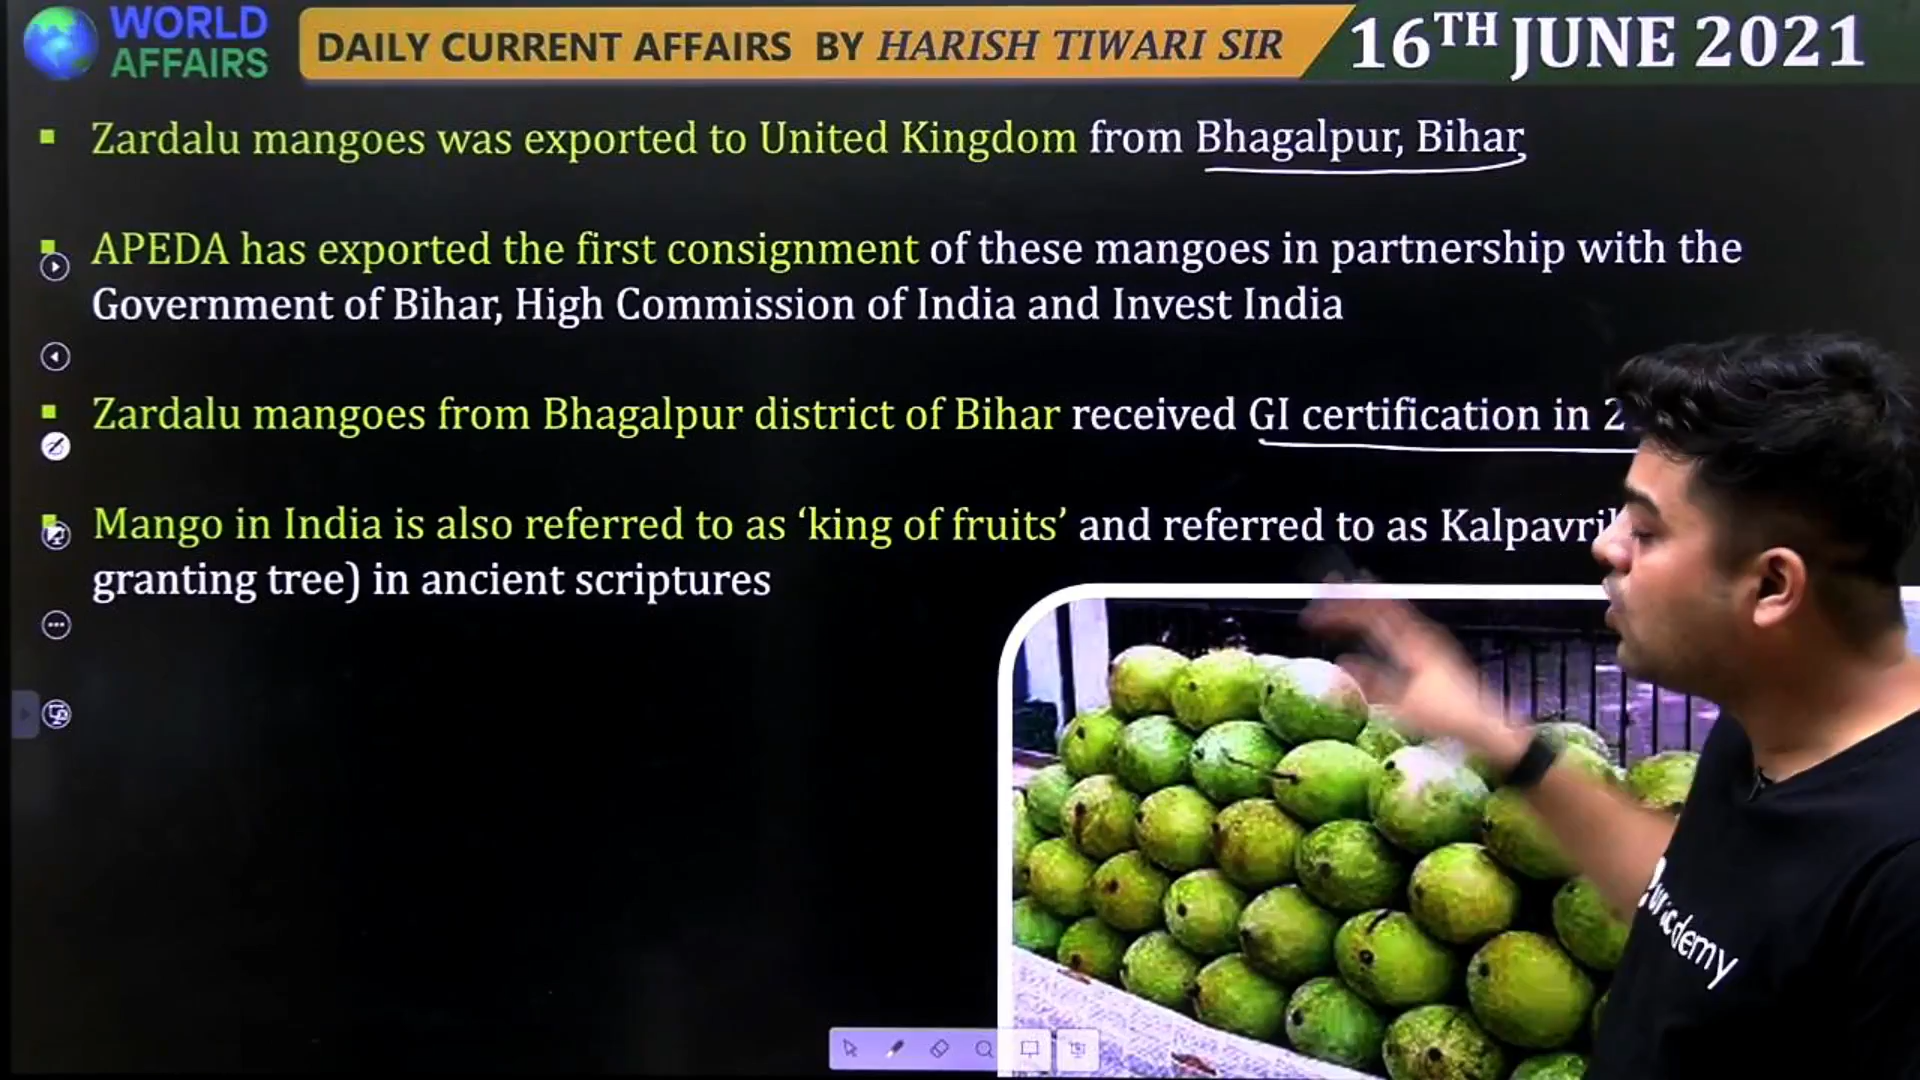 WORLD
AFFAIRS
DAILY CURRENT AFFAIRS BY HARISH TIWARI SIR
16TH JUNE 2021
Zardalu mangoes was exported to United Kingdom from Bhagalpur, Bihar
APEDA has exported the first consignment of these mangoes in partnership with the
Government of Bihar, High Commission of India and Invest India
Zardalu mangoes from Bhagalpur district of Bihar received GI certification in
Mango in India is also referred to as ‘king of fruits’ and referred to as
granting tree) in ancient scriptures